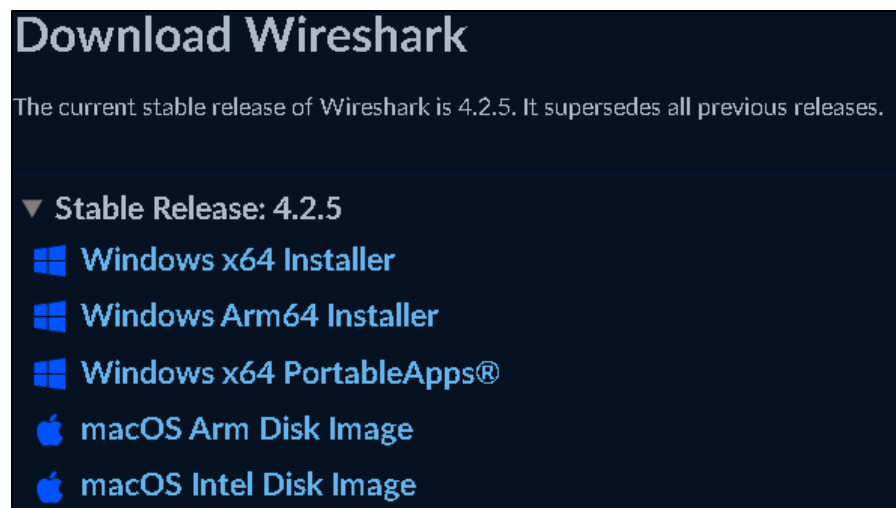 Download Wireshark
The current stable release of Wireshark is 4.2.5. It supersedes all previous releases.
Stable Release: 4.2.5
Windows x64 Installer
Windows Arm64 Installer
Windows x64 PortableApps®
macOS Arm Disk Image
macOS Intel Disk Image